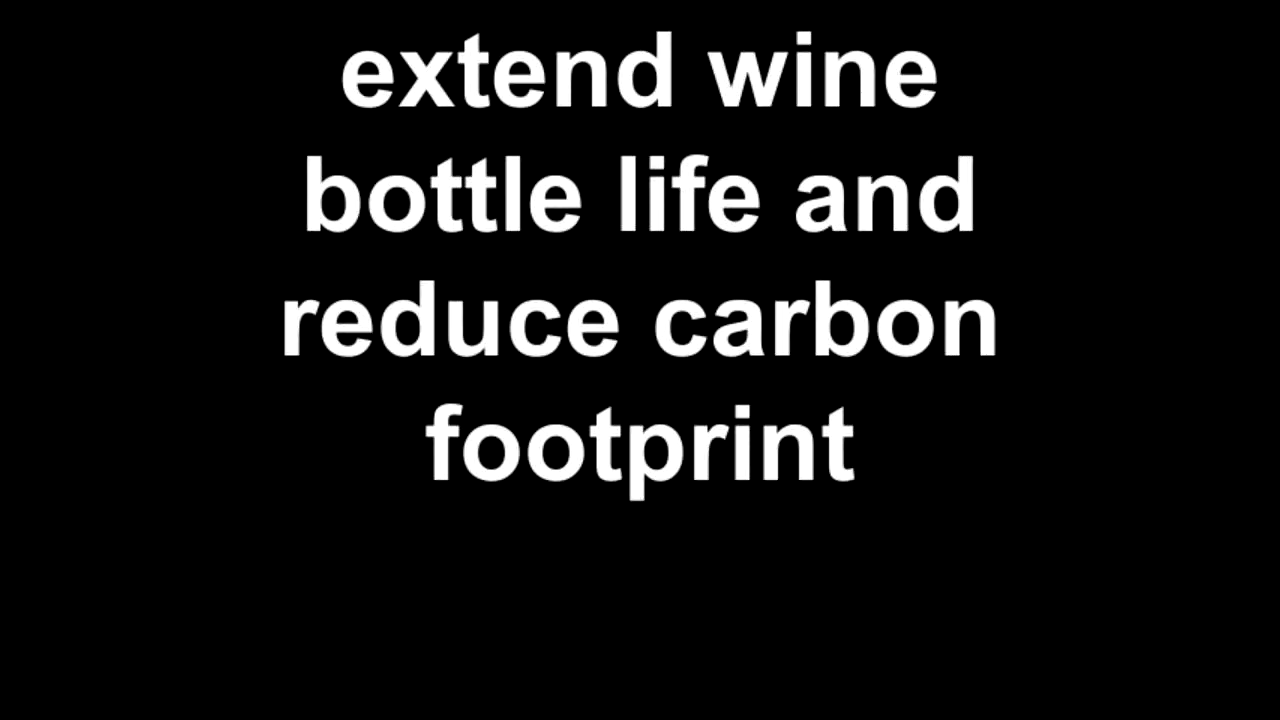 extend wine
bottle life and
reduce carbon
footprint